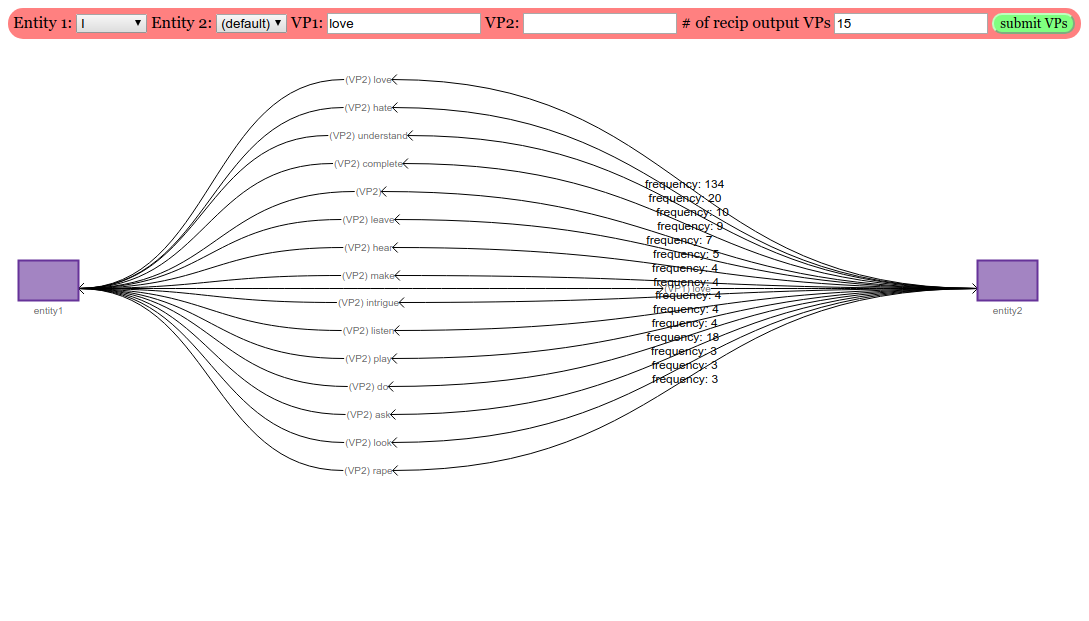 Entity 1: I Entity 2: (default) VP1: love VP2: # of recip output VPs 15 submit VPs
(VP2) love
(VP2) hate
(VP2) understand
(VP2) complete
frequency: 134
(VP2)
frequency: 20
frequency: 10
(VP2) leave
frequency: 9
frequency: 7
(VP2) hear
frequency: 5
frequency: 4
(VP2) make
frequency: 4
(VP1) love
frequency: 4
(VP2) intrigue
frequency: 4
entity1
entity2
frequency: 4
(VP2) listen
frequency: 18
frequency: 3
(VP2) play
frequency: 3
frequency: 3
(VP2) do
(VP2) ask
(VP2) look
(VP2) rape